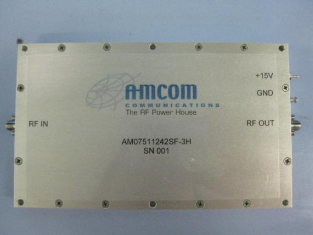 AMCOM
+15V
COMMUNICATIONS
GND
The RF Power House
RF IN
RF OUT
AM07511242SF-3H
SN 001